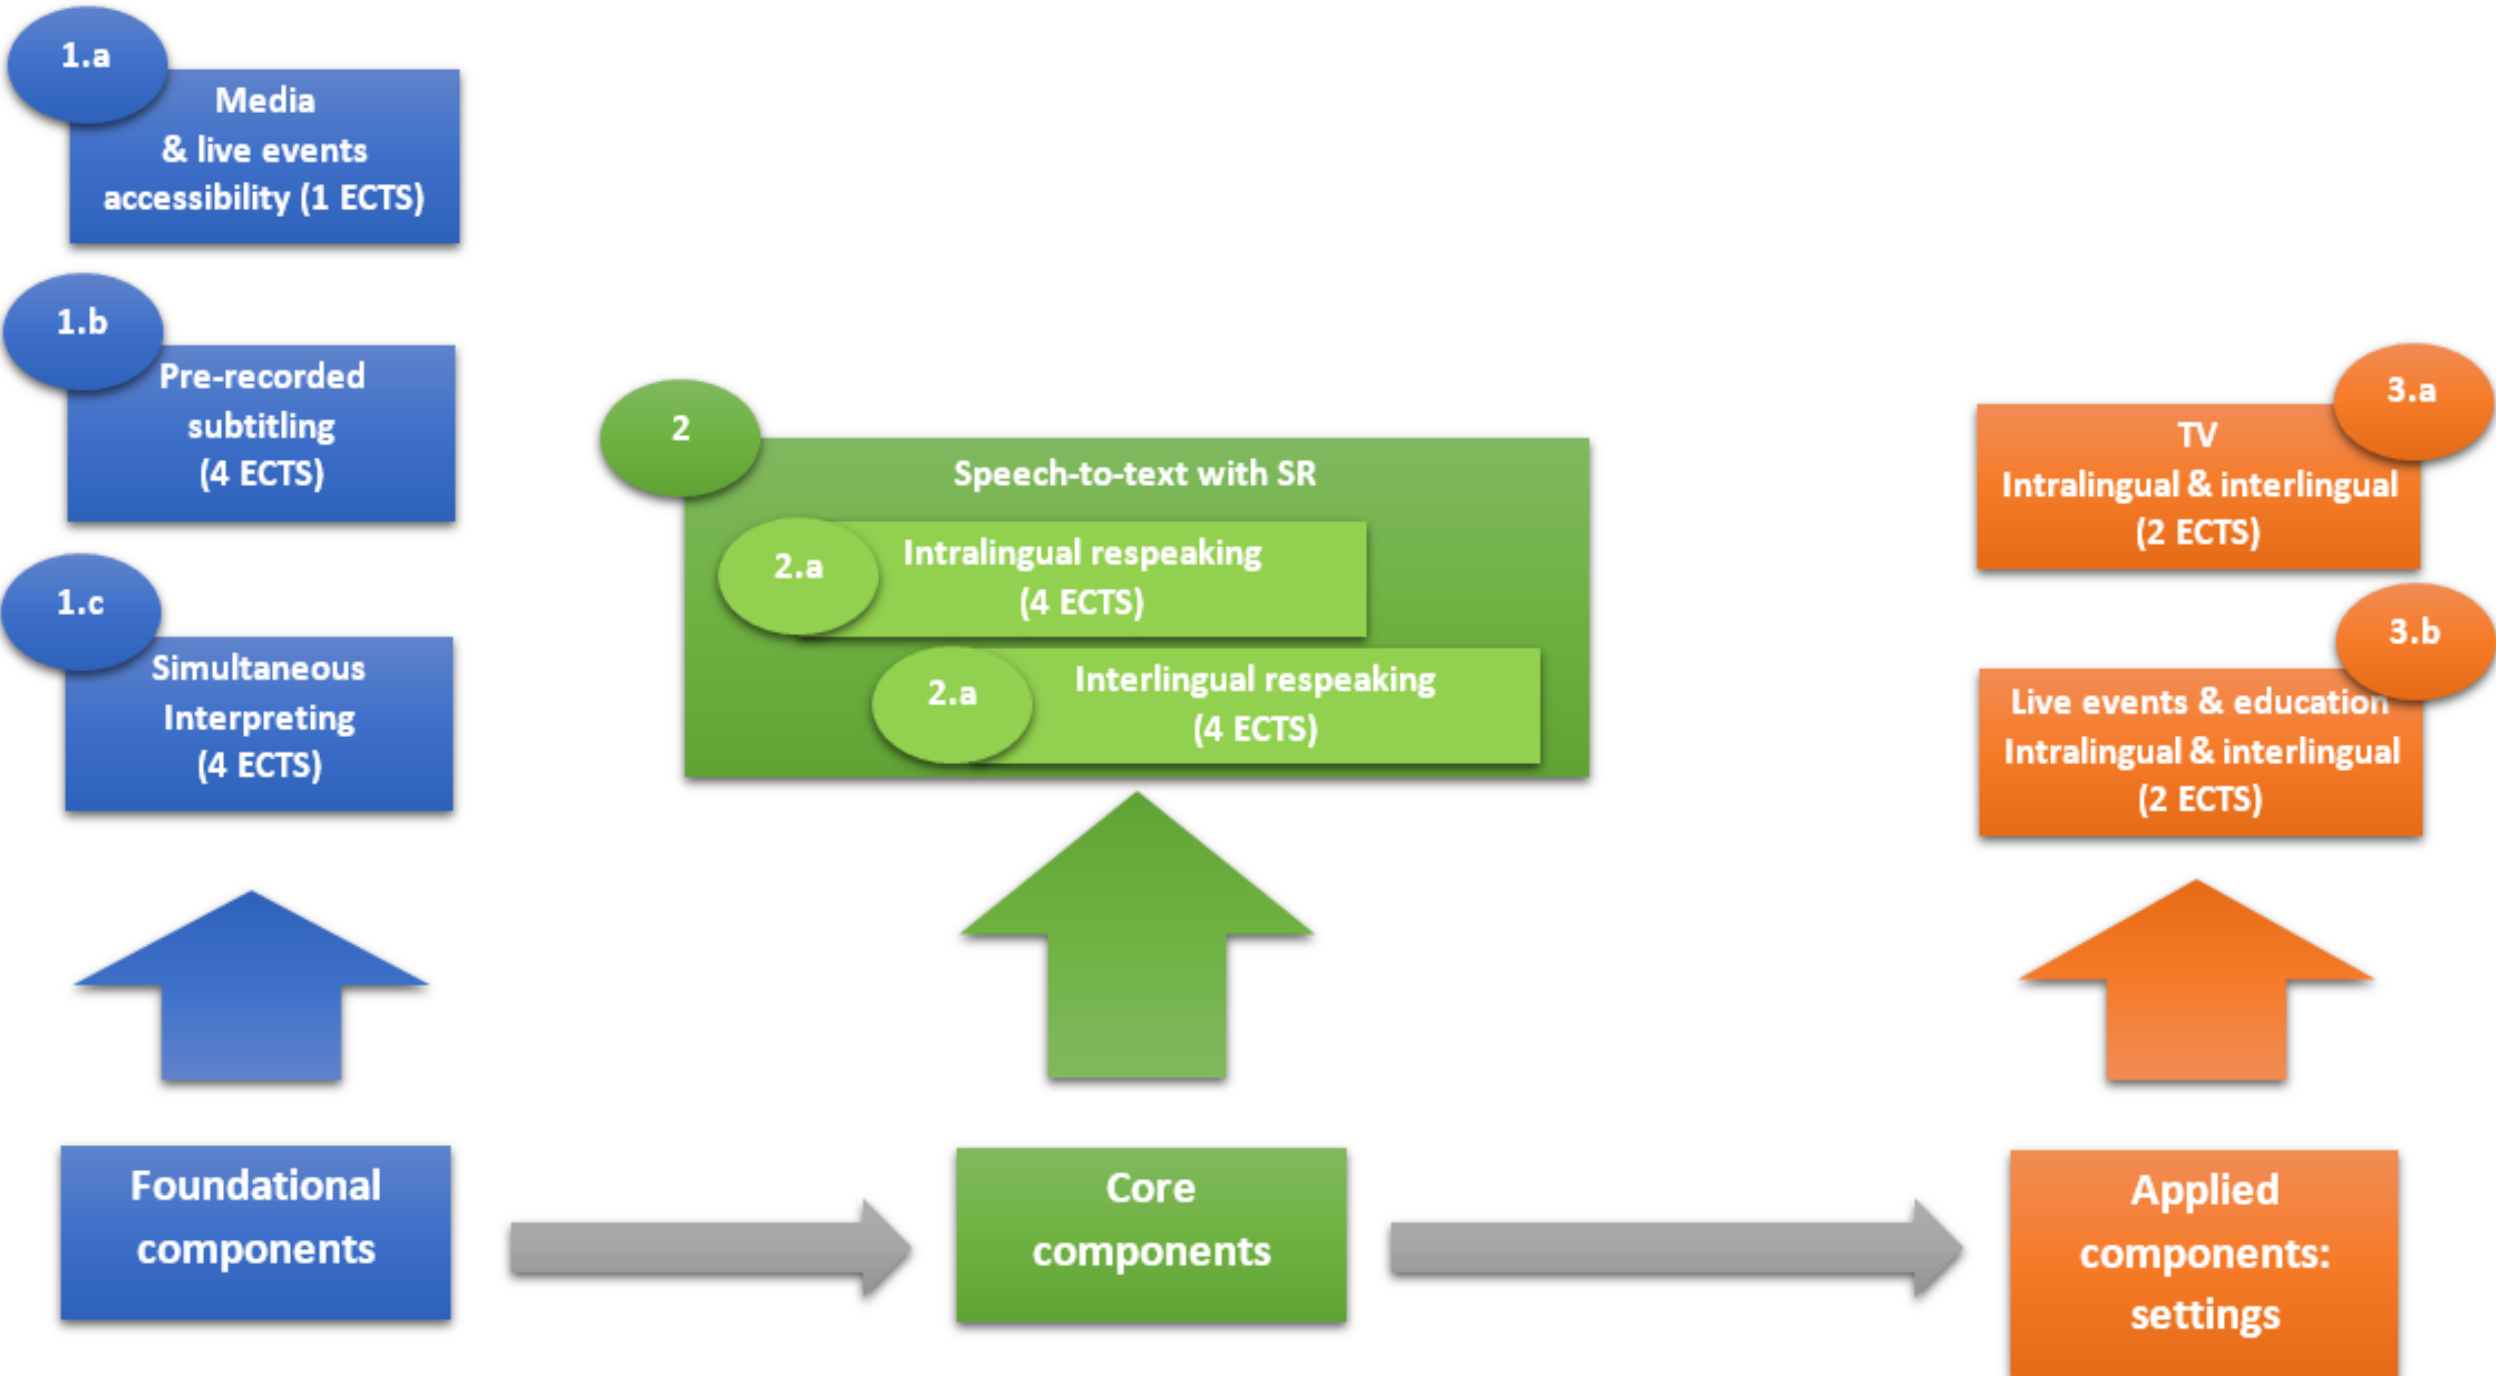 1.a
Media
& live events
accessibility (1 ECTS)
1.b
Pre-recorded
subtitling
(4 ECTS)
1.c
Simultaneous
Interpreting
(4 ECTS)
2
Speech-to-text with SR
2.a
Intralingual respeaking
(4 ECTS)
2.a
Interlingual respeaking
(4 ECTS)
3.a
TV
Intralingual & interlingual
(2 ECTS)
3.b
Live events & education
Intralingual & interlingual
(2 ECTS)
Foundational
components
Core
components
Applied
components:
settings